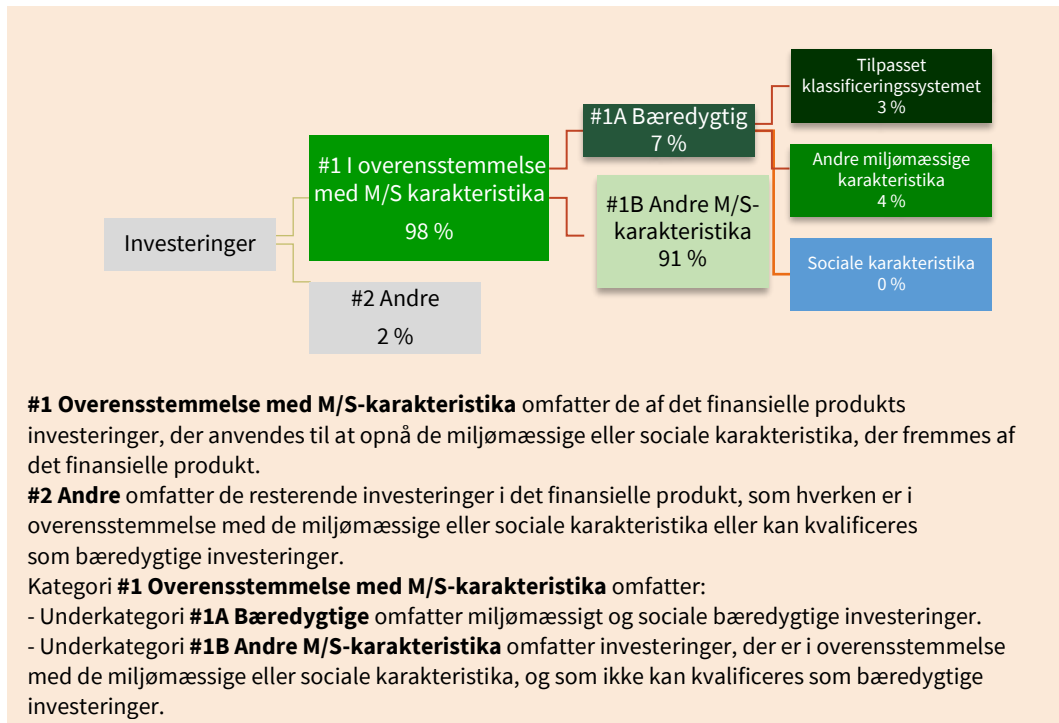 Tilpasset
klassificeringssystemet
3 %
#1A Bæredygtig
7 %
#1 I overensstemmelse
med M/S karakteristika
98 %
Andre miljømæssige
karakteristika
4 %
#1B Andre M/S-
karakteristika
91 %
Investeringer
Sociale karakteristika
0 %
#2 Andre
2 %
#1 Overensstemmelse med M/S-karakteristika omfatter de af det finansielle produkts
investeringer, der anvendes til at opnå de miljømæssige eller sociale karakteristika, der fremmes af
det finansielle produkt.
#2 Andre omfatter de resterende investeringer i det finansielle produkt, som hverken er i
overensstemmelse med de miljømæssige eller sociale karakteristika eller kan kvalificeres
som bæredygtige investeringer.
Kategori #1 Overensstemmelse med M/S-karakteristika omfatter:
- Underkategori #1A Bæredygtige omfatter miljømæssigt og sociale bæredygtige investeringer.
- Underkategori #1B Andre M/S-karakteristika omfatter investeringer, der er i overensstemmelse
med de miljømæssige eller sociale karakteristika, og som ikke kan kvalificeres som bæredygtige
investeringer.